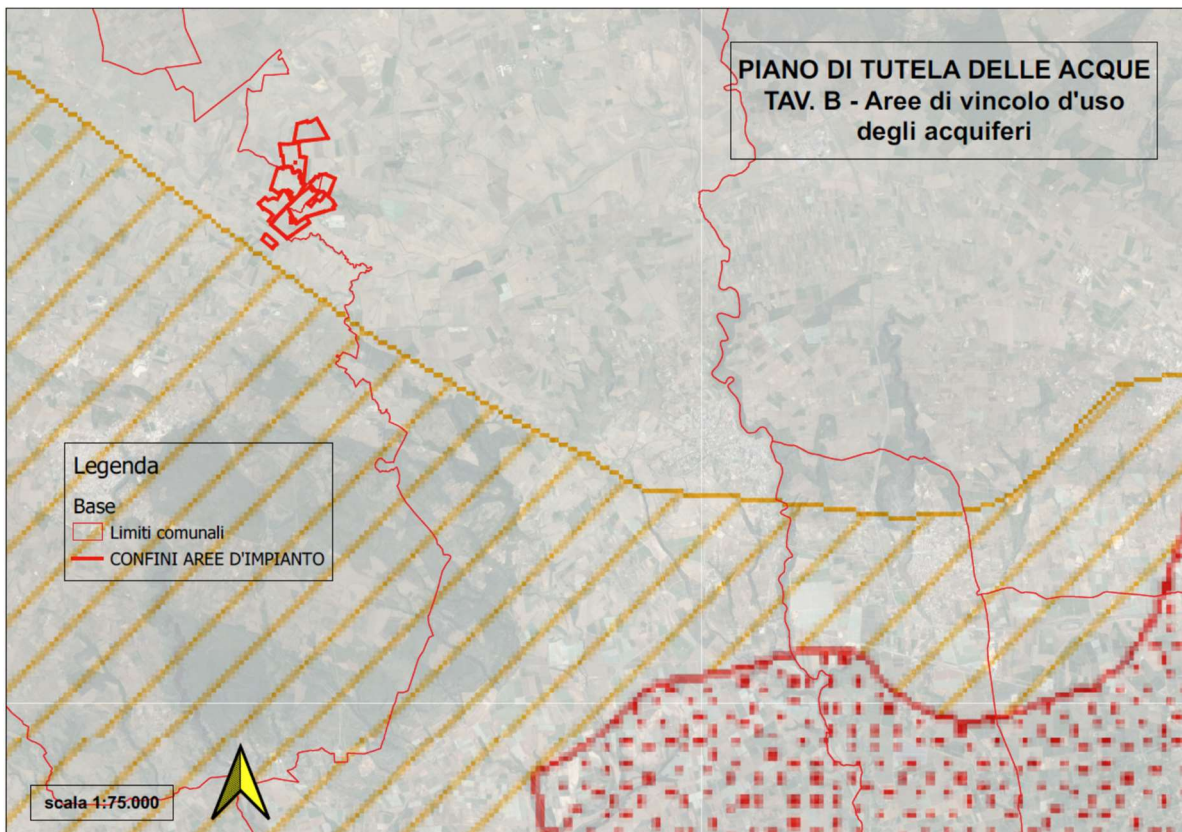 PIANO DI TUTELA DELLE ACQUE
TAV. B - Aree di vincolo d'uso
degli acquiferi
Legenda
Base
Limiti comunali
CONFINI AREE D'IMPIANTO
scala 1:75.000